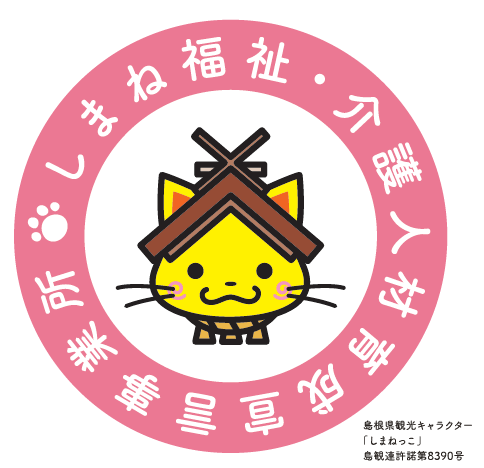 しまね福祉・介護人材育成宣言事業所
島根県観光キャラクター
「しまねっこ」
島観連許諾第8390号